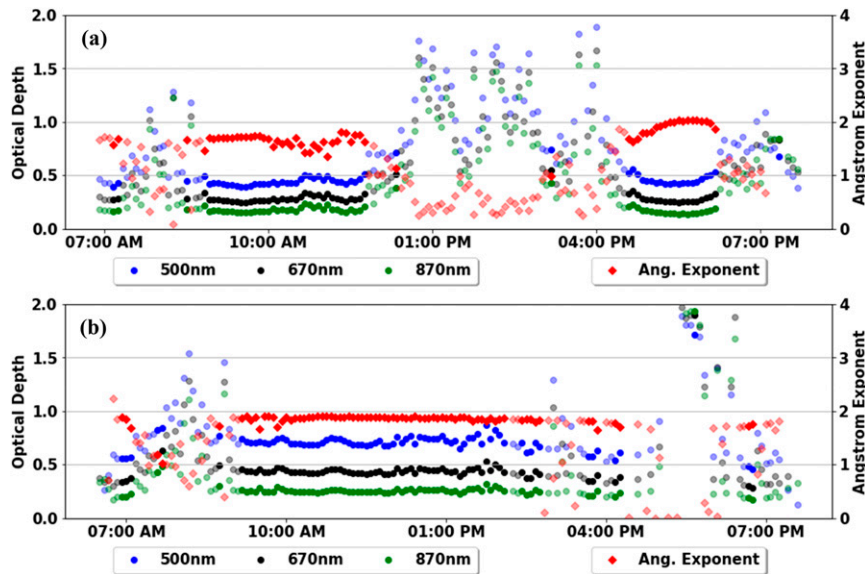 (a)
Optical Depth
2.0 1.5 1.0 0.5 0.0
4 3 2 1 0
Angstrom Exponent
07:00 AM 10:00 AM 01:00 PM 04:00 PM 07:00 PM
500nm 670nm 870nm Ang. Exponent
(b)
Optical Depth
2.0 1.5 1.0 0.5 0.0
4 3 2 1 0
Angstrom Exponent
07:00 AM 10:00 AM 01:00 PM 04:00 PM 07:00 PM
500nm 670nm 870nm Ang. Exponent